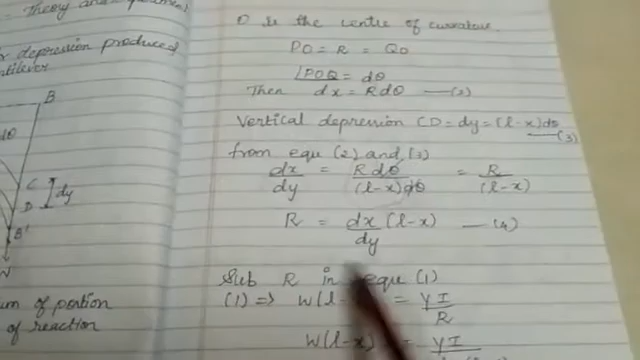 Theory and
depression produced
B
dθ
C
D
dy
B'
W
um of portion
of reaction
O is the centre of curvature.
PO = R = QO
∠POQ = dθ
Then dx = R dθ —(2)
Vertical depression CD = dy = (l-x)dθ —(3)
from equ (2) and (3)
dx/dy = R dθ/(l-x)dθ = R/(l-x)
R = dx/dy (l-x) —(4)
Sub R in equ (1)
(1) ⇒ W(l- = YI/R
W(l-x) = YI